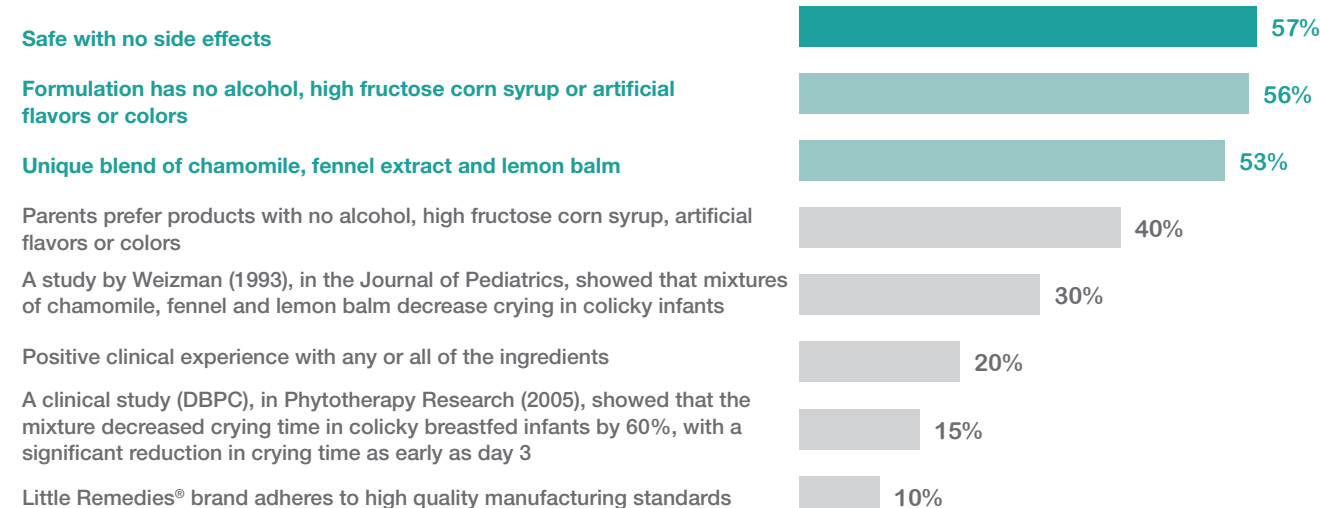 Safe with no side effects
57%
Formulation has no alcohol, high fructose corn syrup or artificial
flavors or colors
56%
Unique blend of chamomile, fennel extract and lemon balm
53%
Parents prefer products with no alcohol, high fructose corn syrup, artificial
flavors or colors
40%
A study by Weizman (1993), in the Journal of Pediatrics, showed that mixtures
of chamomile, fennel and lemon balm decrease crying in colicky infants
30%
Positive clinical experience with any or all of the ingredients
20%
A clinical study (DBPC), in Phytotherapy Research (2005), showed that the
mixture decreased crying time in colicky breastfed infants by 60%, with a
significant reduction in crying time as early as day 3
15%
Little Remedies® brand adheres to high quality manufacturing standards
10%